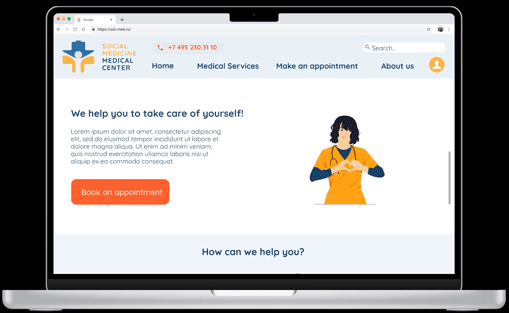 Google
https://soc-med.ru/
SOCIAL
MEDICINE
MEDICAL
CENTER
+7 495 230 31 10
Search...
Home
Medical Services
Make an appointment
About us
We help you to take care of yourself!
Lorem ipsum dolor sit amet, consectetur adipiscing
elit, sed do eiusmod tempor incididunt ut labore et
dolore magna aliqua. Ut enim ad minim veniam,
quis nostrud exercitation ullamco laboris nisi ut
aliquip ex ea commodo consequat.
Book an appointment
How can we help you?